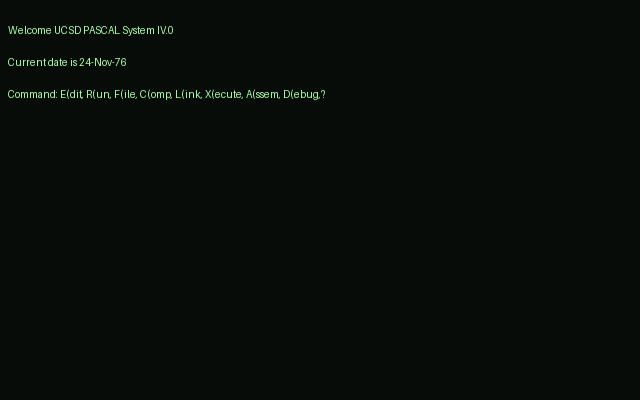 Welcome UCSD PASCAL System IV.0
Current date is 24-Nov-76
Command: E(dit, R(un, F(ile, C(omp, L(ink, X(ecute, A(ssem, D(ebug,?